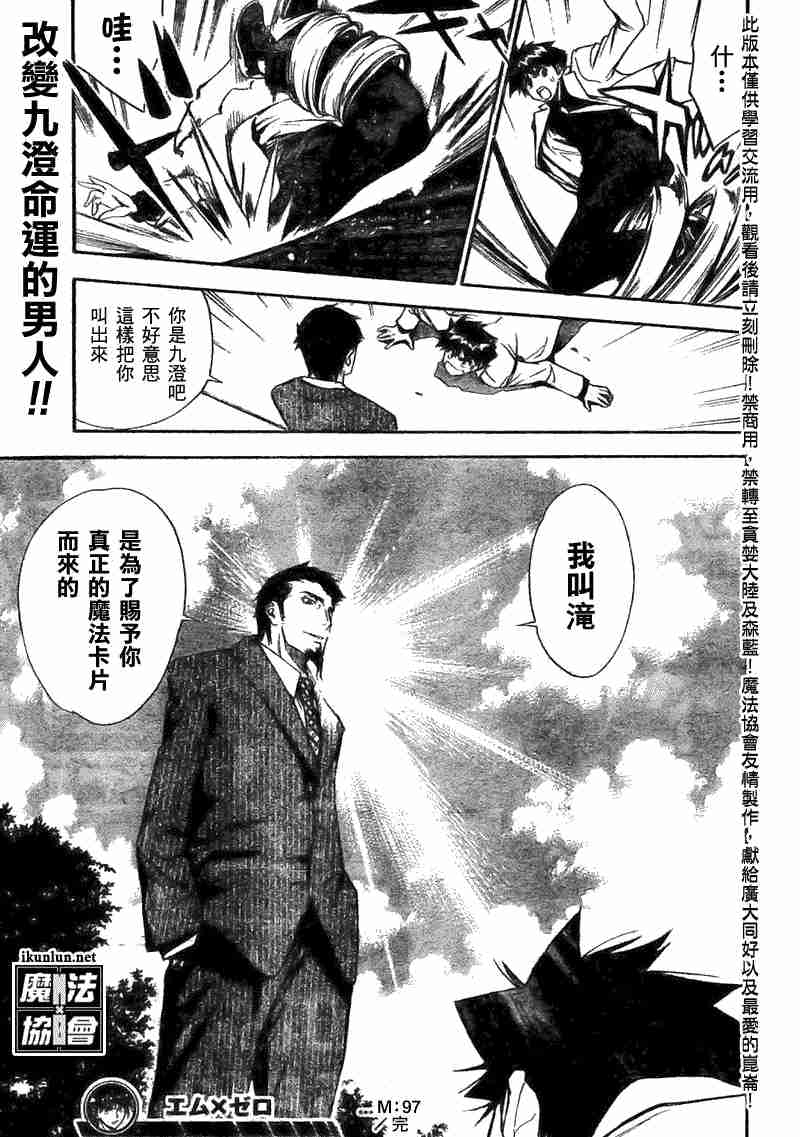 此版本僅供學習交流用，觀看後請立刻刪除！禁商用，禁轉至貪婪大陸及森藍！魔法協會友情製作，獻給廣大同好以及最愛的崑崙！
什…
哇…
改變九澄命運的男人!!
你是九澄吧
不好意思
這樣把你
叫出來
我叫滝
是為了賜予你
真正的魔法卡片
而來的
ikunlun.net
魔法
M×0
協會
エム×ゼロ
… M:97
／完